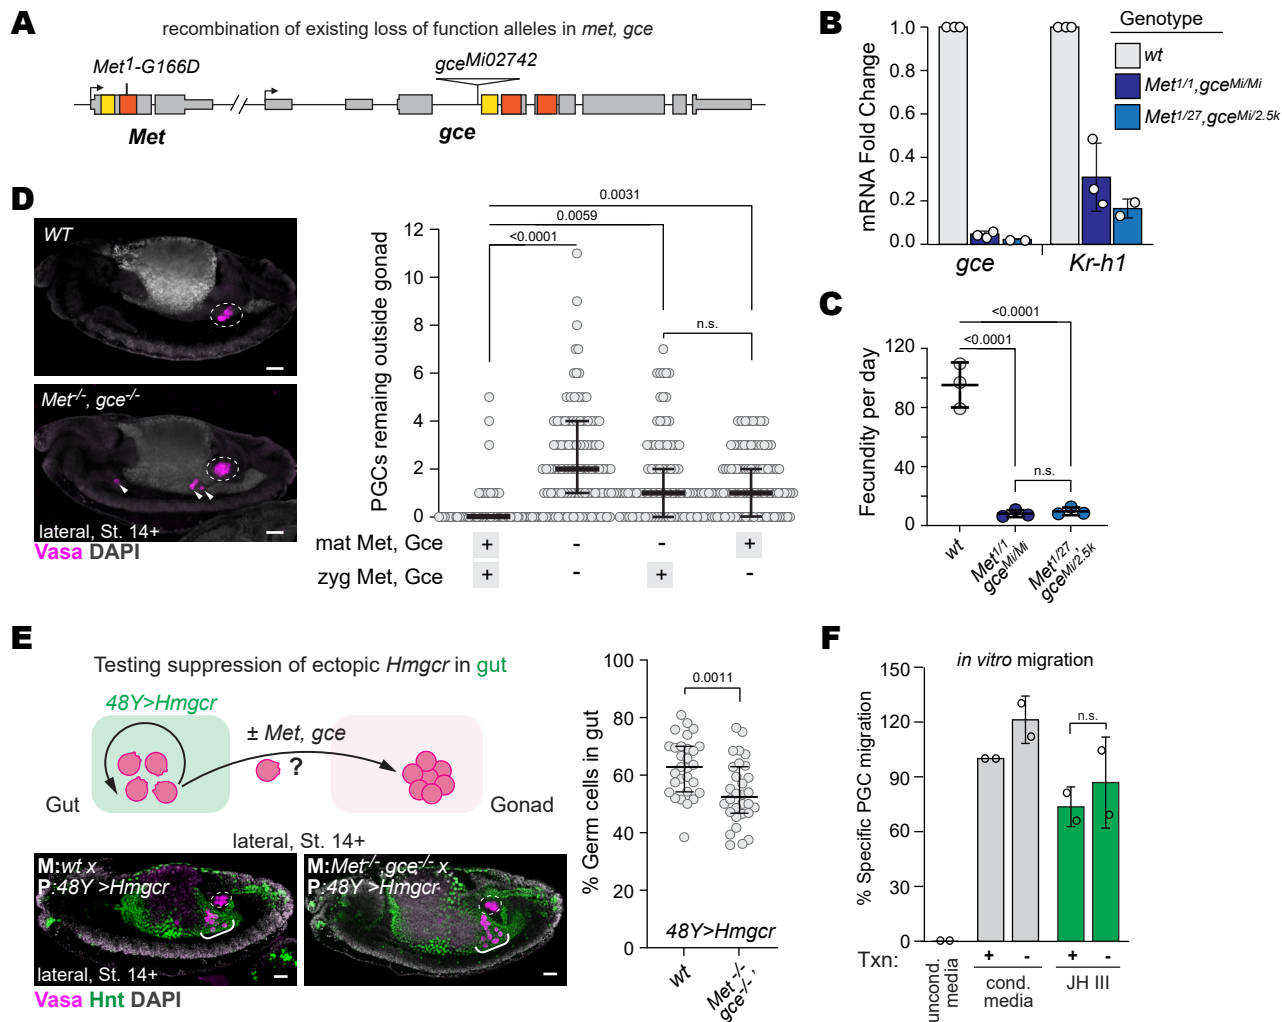 A
recombination of existing loss of function alleles in met, gce
Met1-G166D
gceMi02742
Met
gce
B
Genotype
wt
Met1/1,gceMi/Mi
Met1/27,gceMi/2.5k
mRNA Fold Change
1.0
0.8
0.6
0.4
0.2
0.0
gce
Kr-h1
D
WT
Met-/-, gce-/-
lateral, St. 14+
Vasa DAPI
PGCs remaing outside gonad
12
10
8
6
4
2
0
0.0031
0.0059
<0.0001
n.s.
mat Met, Gce + - - +
zyg Met, Gce + - + -
C
Fecundity per day
120
80
40
0
<0.0001
<0.0001
n.s.
wt
Met1/1
gceMi/Mi
Met1/27,
gceMi/2.5k
E
Testing suppression of ectopic Hmgcr in gut
48Y>Hmgcr
± Met, gce
?
Gut
Gonad
lateral, St. 14+
M:wt x
P:48Y >Hmgcr
lateral, St. 14+
M:Met-/-,gce-/- x
P:48Y >Hmgcr
Vasa Hnt DAPI
% Germ cells in gut
100
80
60
40
20
0
0.0011
48Y>Hmgcr
wt
Met-/-,
gce-/-
F
in vitro migration
% Specific PGC migration
150
120
90
60
30
0
n.s.
Txn: + - + -
uncond.
media
cond.
media
JH III